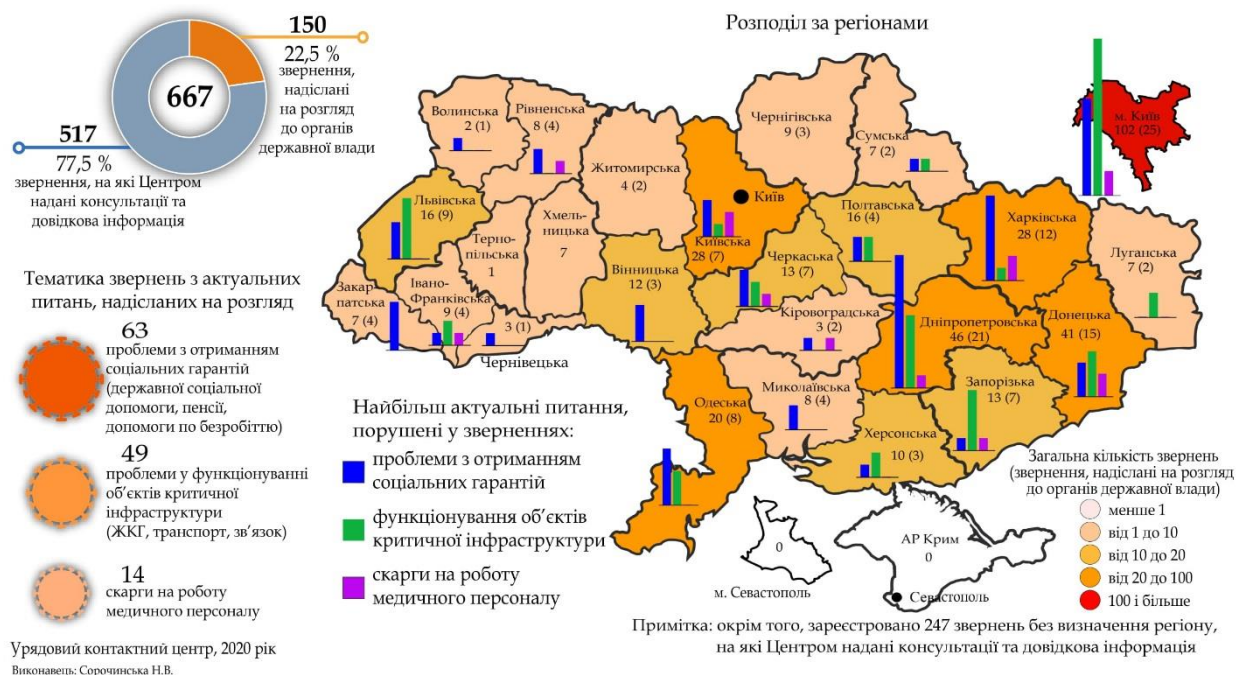 667
150
22,5 %
звернення,
надіслані
на розгляд
до органів
державної влади
517
77,5 %
звернення, на які Центром
надані консультації та
довідкова інформація
Тематика звернень з актуальних
питань, надісланих на розгляд
63
проблеми з отриманням
соціальних гарантій
(державної соціальної
допомоги, пенсії,
допомоги по безробіттю)
49
проблеми у функціонуванні
об’єктів критичної
інфраструктури
(ЖКГ, транспорт, зв’язок)
14
скарги на роботу
медичного персоналу
Урядовий контактний центр, 2020 рік
Виконавець: Сорочинська Н.В.
Розподіл за регіонами
Волинська
2 (1)
Рівненська
8 (4)
Житомирська
4 (2)
Чернігівська
9 (3)
Сумська
7 (2)
м. Київ
102 (25)
Київ
Київська
28 (7)
Львівська
16 (9)
Терно-
пільська
1
Хмель-
ницька
7
Вінницька
12 (3)
Черкаська
13 (7)
Полтавська
16 (4)
Харківська
28 (12)
Луганська
7 (2)
Закар-
патська
7 (4)
Івано-
Франківська
9 (4)
3 (1)
Чернівецька
Кіровоградська
3 (2)
Дніпропетровська
46 (21)
Донецька
41 (15)
Запорізька
13 (7)
Миколаївська
8 (4)
Одеська
20 (8)
Херсонська
10 (3)
АР Крим
0
Севастополь
0
м. Севастополь
Найбільш актуальні питання,
порушені у зверненнях:
проблеми з отриманням
соціальних гарантій
функціонування об’єктів
критичної інфраструктури
скарги на роботу
медичного персоналу
Загальна кількість звернень
(звернення, надіслані на розгляд
до органів державної влади)
менше 1
від 1 до 10
від 10 до 20
від 20 до 100
100 і більше
Примітка: окрім того, зареєстровано 247 звернень без визначення регіону,
на які Центром надані консультації та довідкова інформація